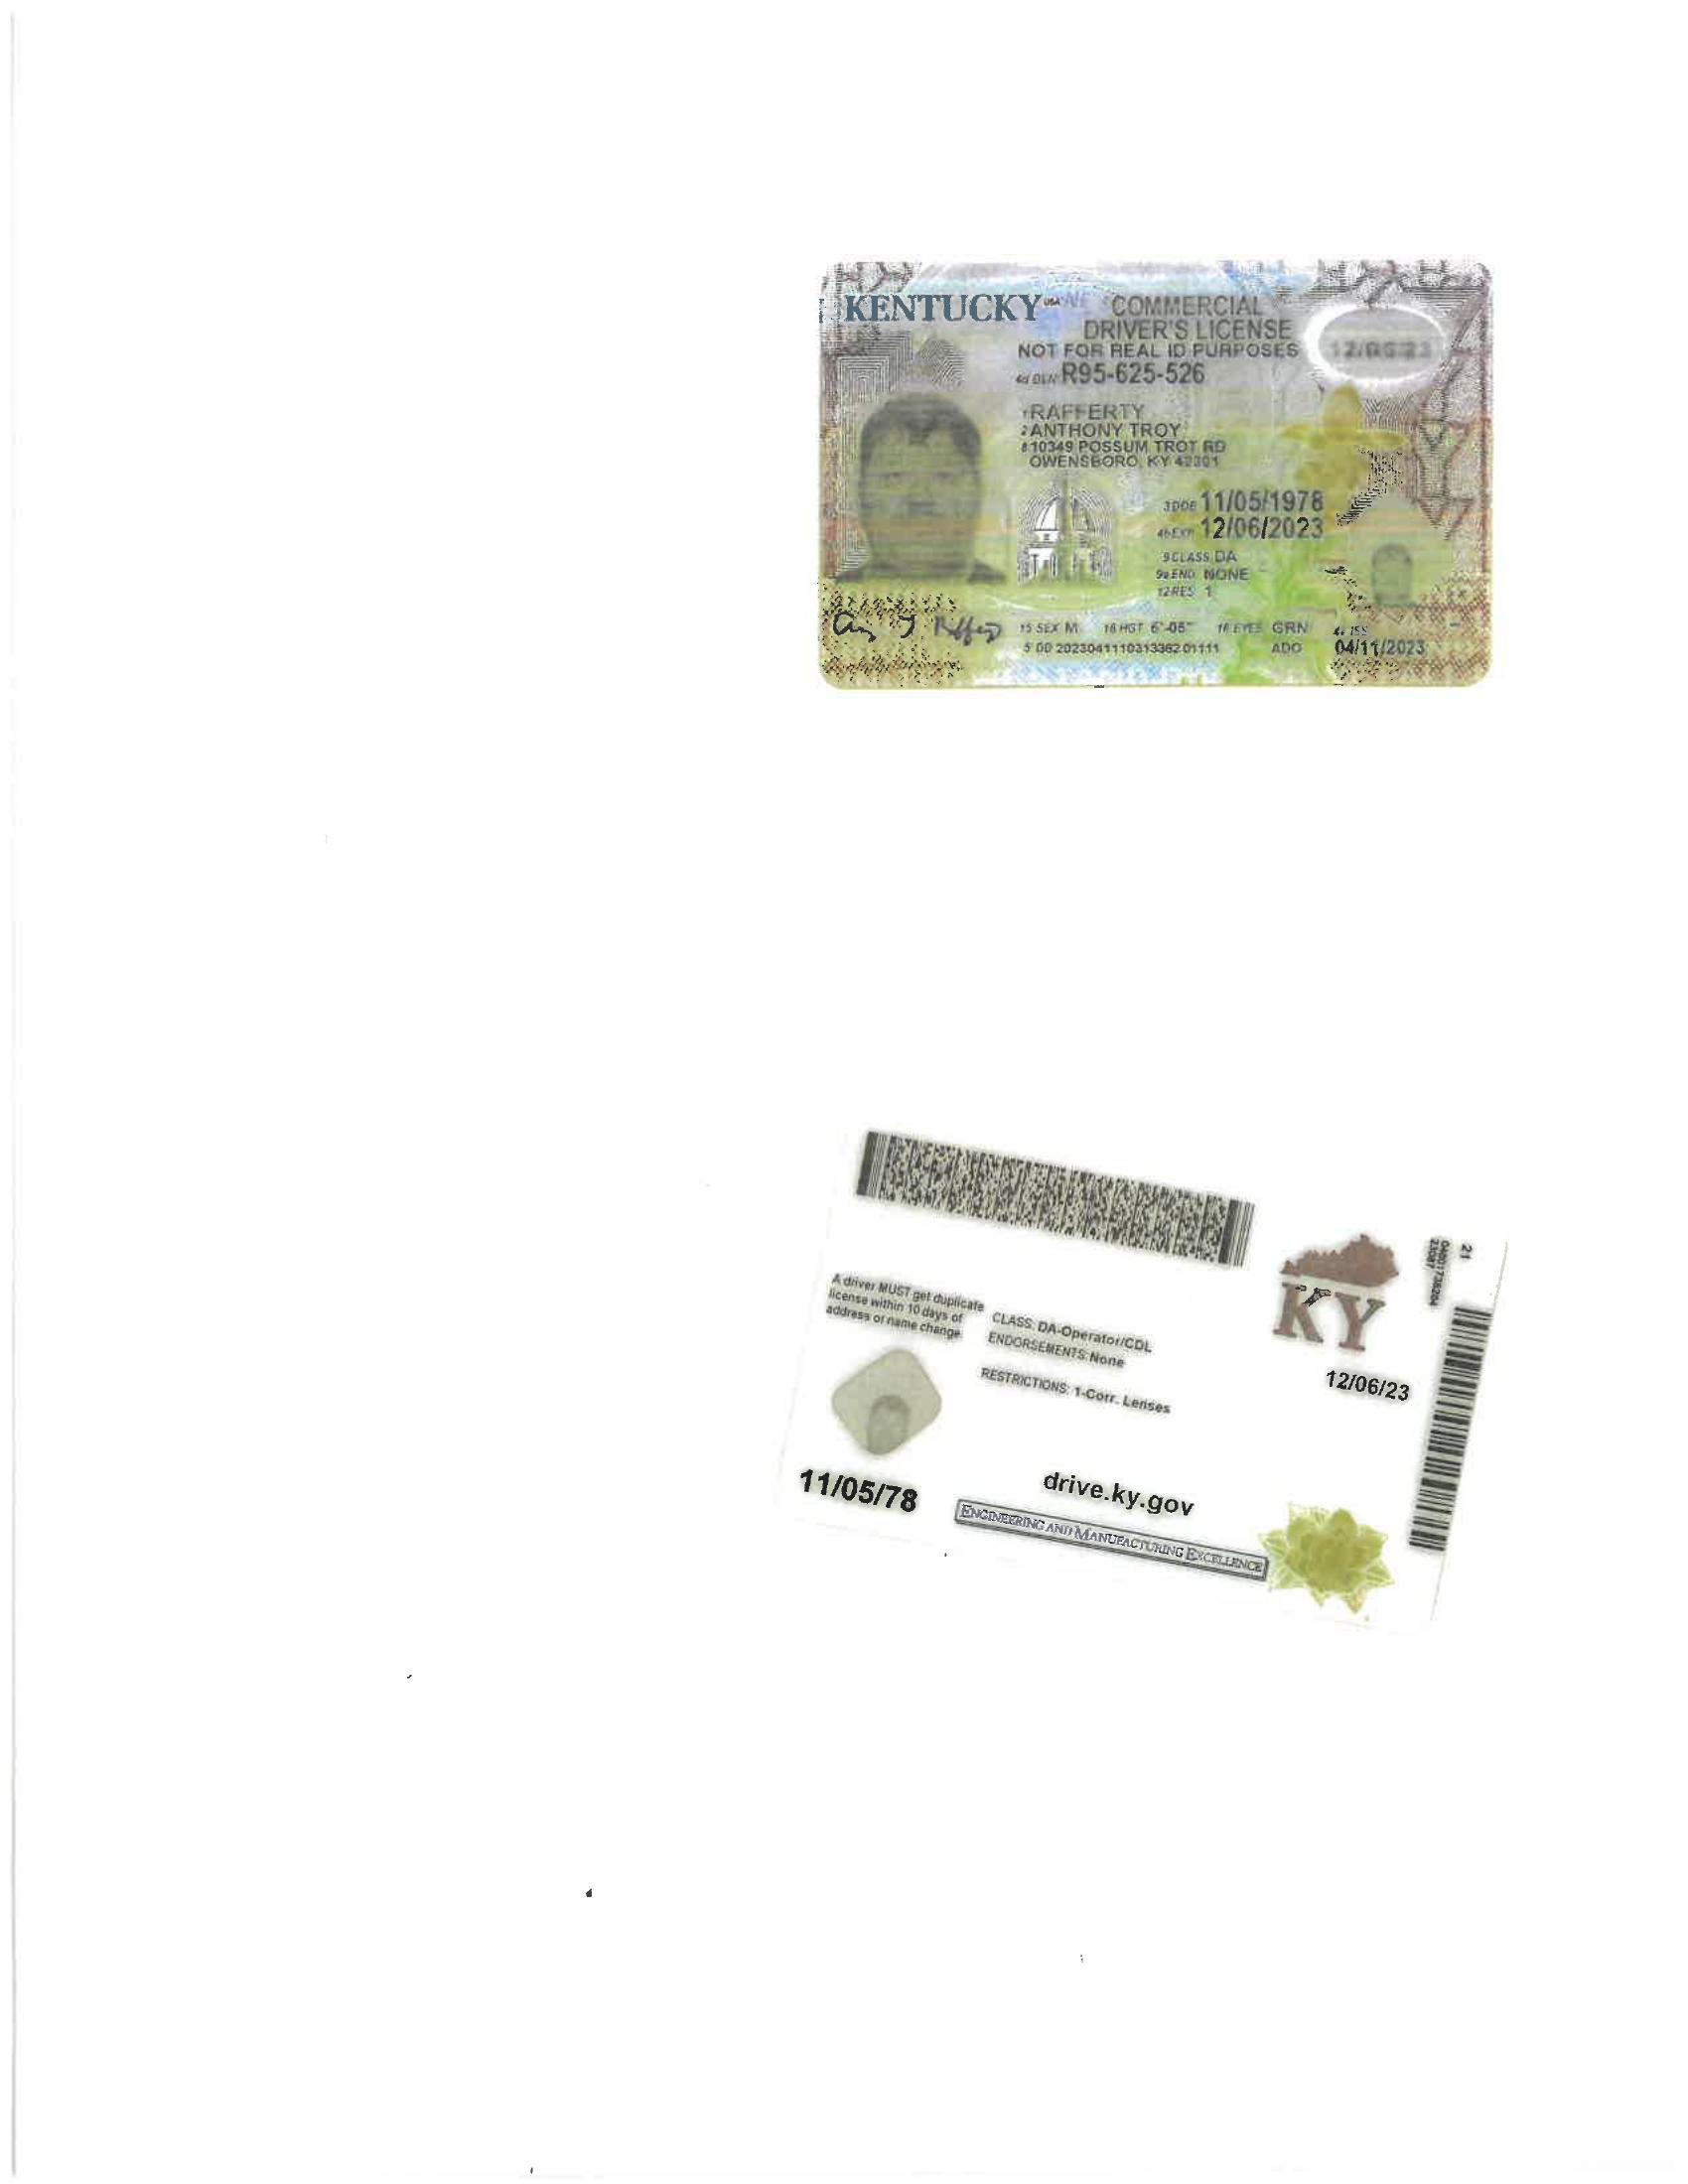 KENTUCKY USA
COMMERCIAL
DRIVER'S LICENSE
NOT FOR REAL ID PURPOSES
12/06/23
4d DLN R95-625-526
1 RAFFERTY
2 ANTHONY TROY
8 10349 POSSUM TROT RD
OWENSBORO, KY 42301
3 DOB 11/05/1978
4b EXP 12/06/2023
9 CLASS DA
9a END NONE
12 RES 1
15 SEX M 16 HGT 6'-05" 18 EYES GRN
4a ISS
04/11/2023
ADO
A driver MUST get duplicate
license within 10 days of
address or name change.
CLASS: DA-Operator/CDL
ENDORSEMENTS: None
RESTRICTIONS: 1-Corr. Lenses
KY
12/06/23
21
11/05/78
drive.ky.gov
ENGINEERING AND MANUFACTURING EXCELLENCE